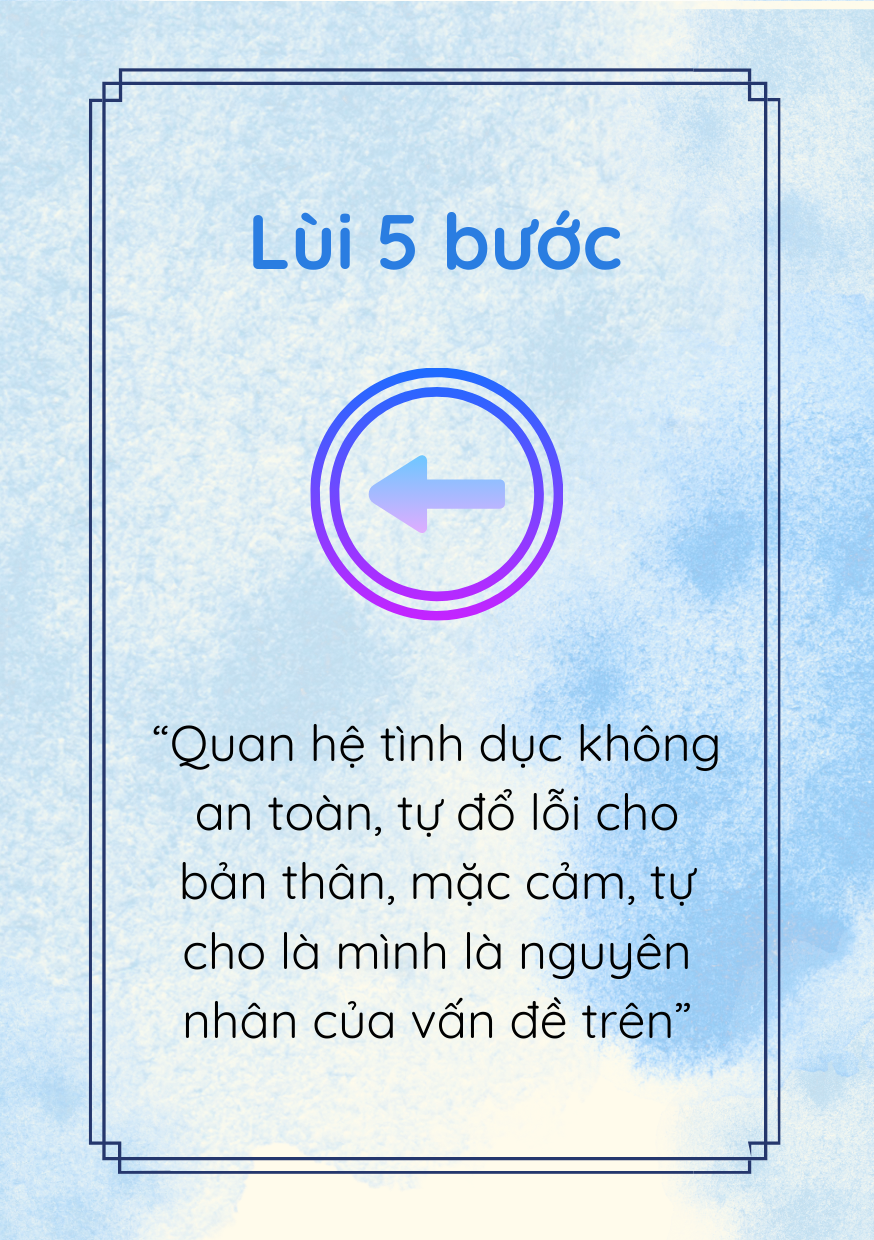 Lùi 5 bước
“Quan hệ tình dục không
an toàn, tự đổ lỗi cho
bản thân, mặc cảm, tự
cho là mình là nguyên
nhân của vấn đề trên”